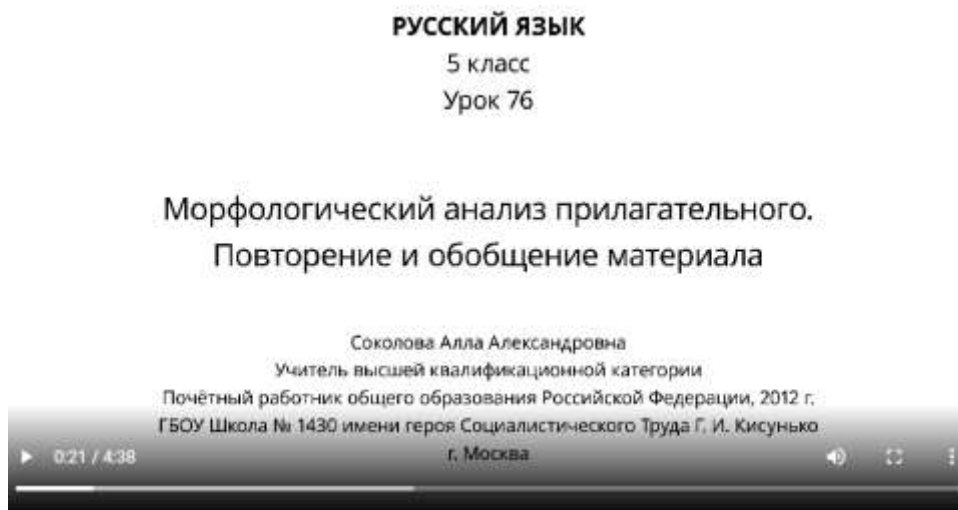 РУССКИЙ ЯЗЫК
5 класс
Урок 76
Морфологический анализ прилагательного.
Повторение и обобщение материала
Соколова Алла Александровна
Учитель высшей квалификационной категории
Почётный работник общего образования Российской Федерации, 2012 г.
ГБОУ Школа № 1430 имени героя Социалистического Труда Г. И. Кисунько
г. Москва
0:21 / 4:38